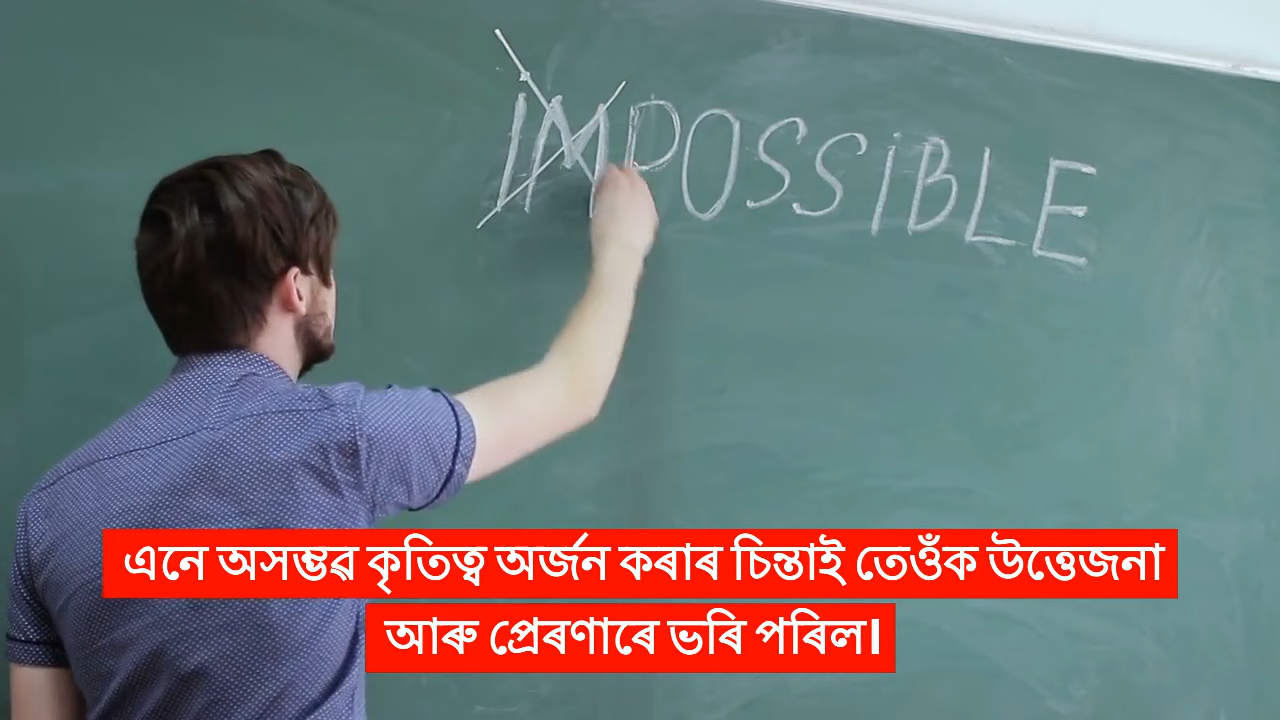 IMPOSSIBLE
এনে অসম্ভৱ কৃতিত্ব অৰ্জন কৰাৰ চিন্তাই তেওঁক উত্তেজনা
আৰু প্ৰেৰণাৰে ভৰি পৰিল।